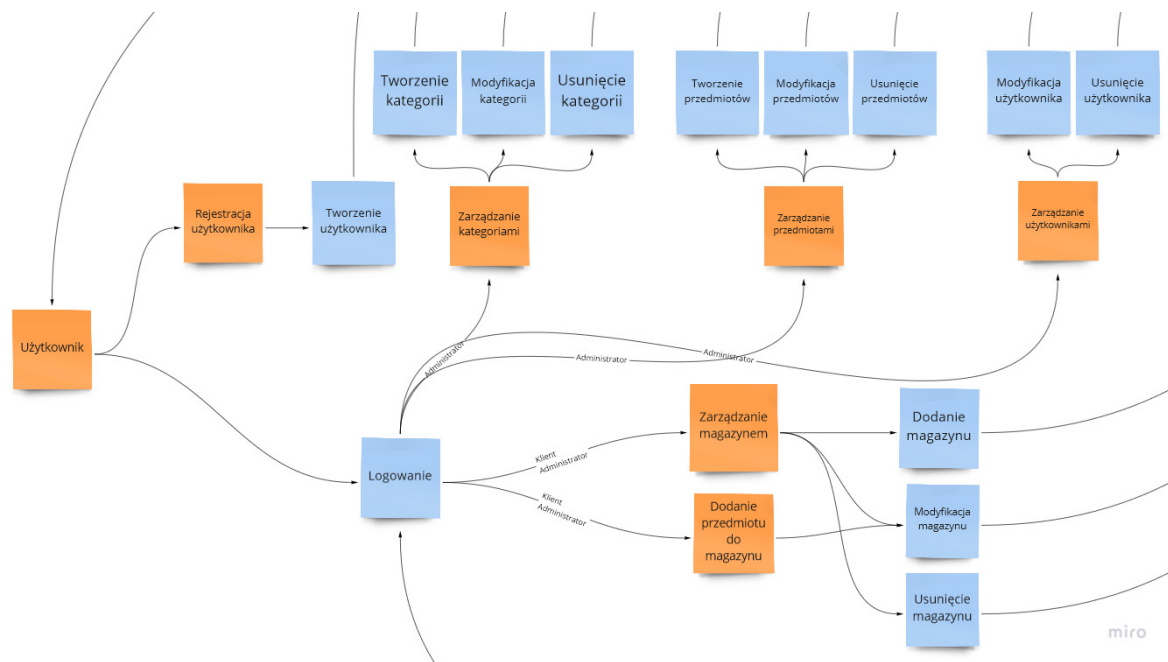 Tworzenie
kategorii
Modyfikacja
kategorii
Usunięcie
kategorii
Tworzenie
przedmiotów
Modyfikacja
przedmiotów
Usunięcie
przedmiotów
Modyfikacja
użytkownika
Usunięcie
użytkownika
Rejestracja
użytkownika
Tworzenie
użytkownika
Zarządzanie
kategoriami
Zarządzanie
przedmiotami
Zarządzanie
użytkownikami
Użytkownik
Administrator
Administrator
Administrator
Zarządzanie
magazynem
Dodanie
magazynu
Logowanie
Klient
Administrator
Klient
Administrator
Dodanie
przedmiotu
do
magazynu
Modyfikacja
magazynu
Usunięcie
magazynu
miro